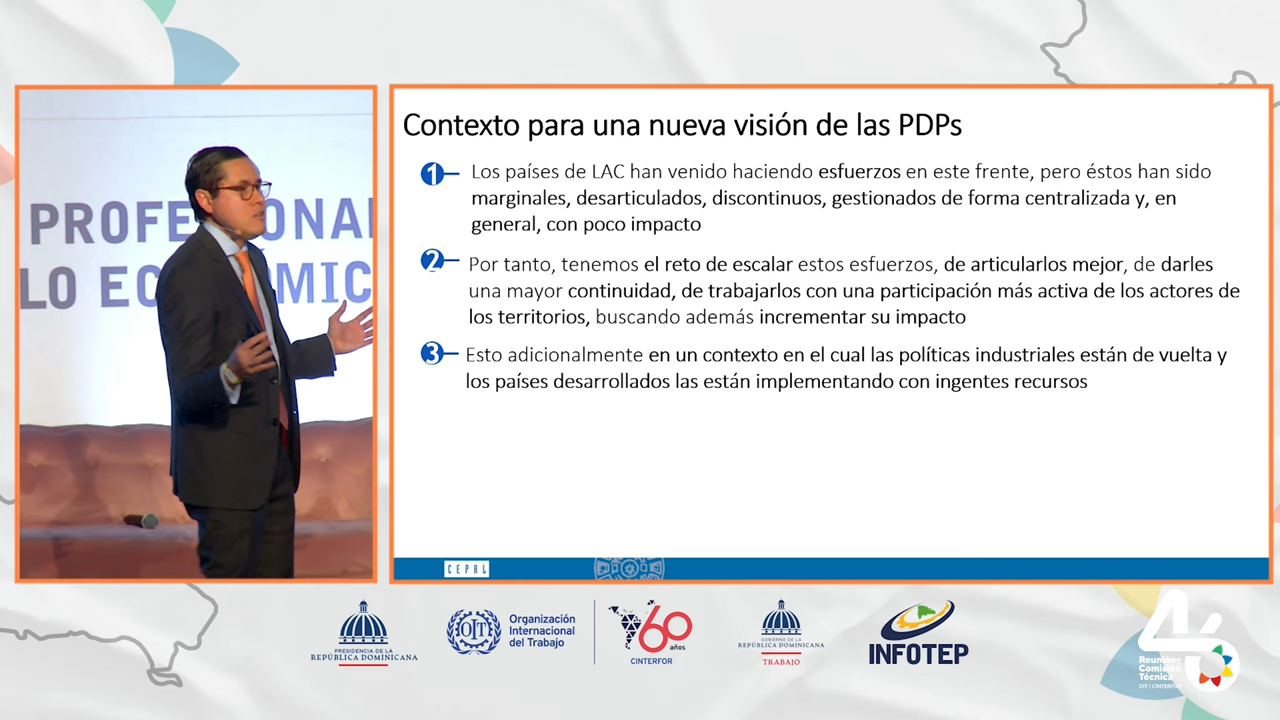 PROFE IONAL
LO EC ÓMIC
Contexto para una nueva visión de las PDPs
1 Los países de LAC han venido haciendo esfuerzos en este frente, pero éstos han sido
marginales, desarticulados, discontinuos, gestionados de forma centralizada y, en
general, con poco impacto
2 Por tanto, tenemos el reto de escalar estos esfuerzos, de articularlos mejor, de darles
una mayor continuidad, de trabajarlos con una participación más activa de los actores de
los territorios, buscando además incrementar su impacto
3 Esto adicionalmente en un contexto en el cual las políticas industriales están de vuelta y
los países desarrollados las están implementando con ingentes recursos
CEPAL
PRESIDENCIA DE LA
REPÚBLICA DOMINICANA
OIT
Organización
Internacional
del Trabajo
60
años
CINTERFOR
GOBIERNO DE LA
REPÚBLICA DOMINICANA
TRABAJO
INFOTEP
46
Reunión
Comisión
Técnica
OIT | CINTERFOR